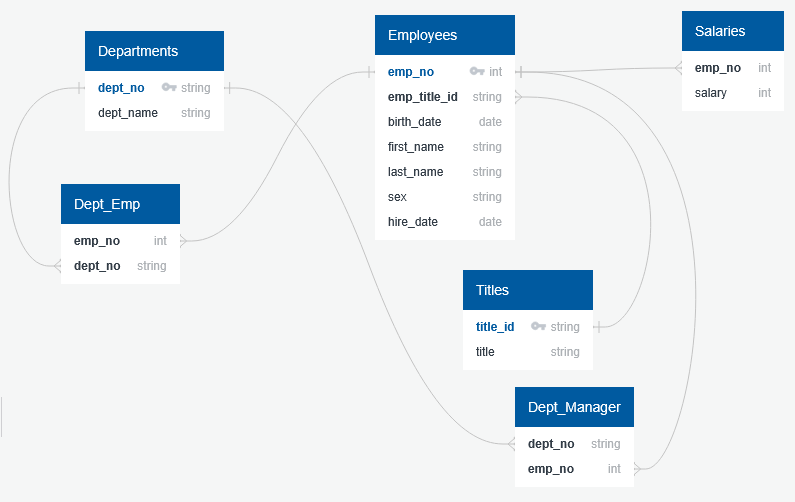 Departments
dept_no string
dept_name string
Employees
emp_no int
emp_title_id string
birth_date date
first_name string
last_name string
sex string
hire_date date
Salaries
emp_no int
salary int
Dept_Emp
emp_no int
dept_no string
Titles
title_id string
title string
Dept_Manager
dept_no string
emp_no int